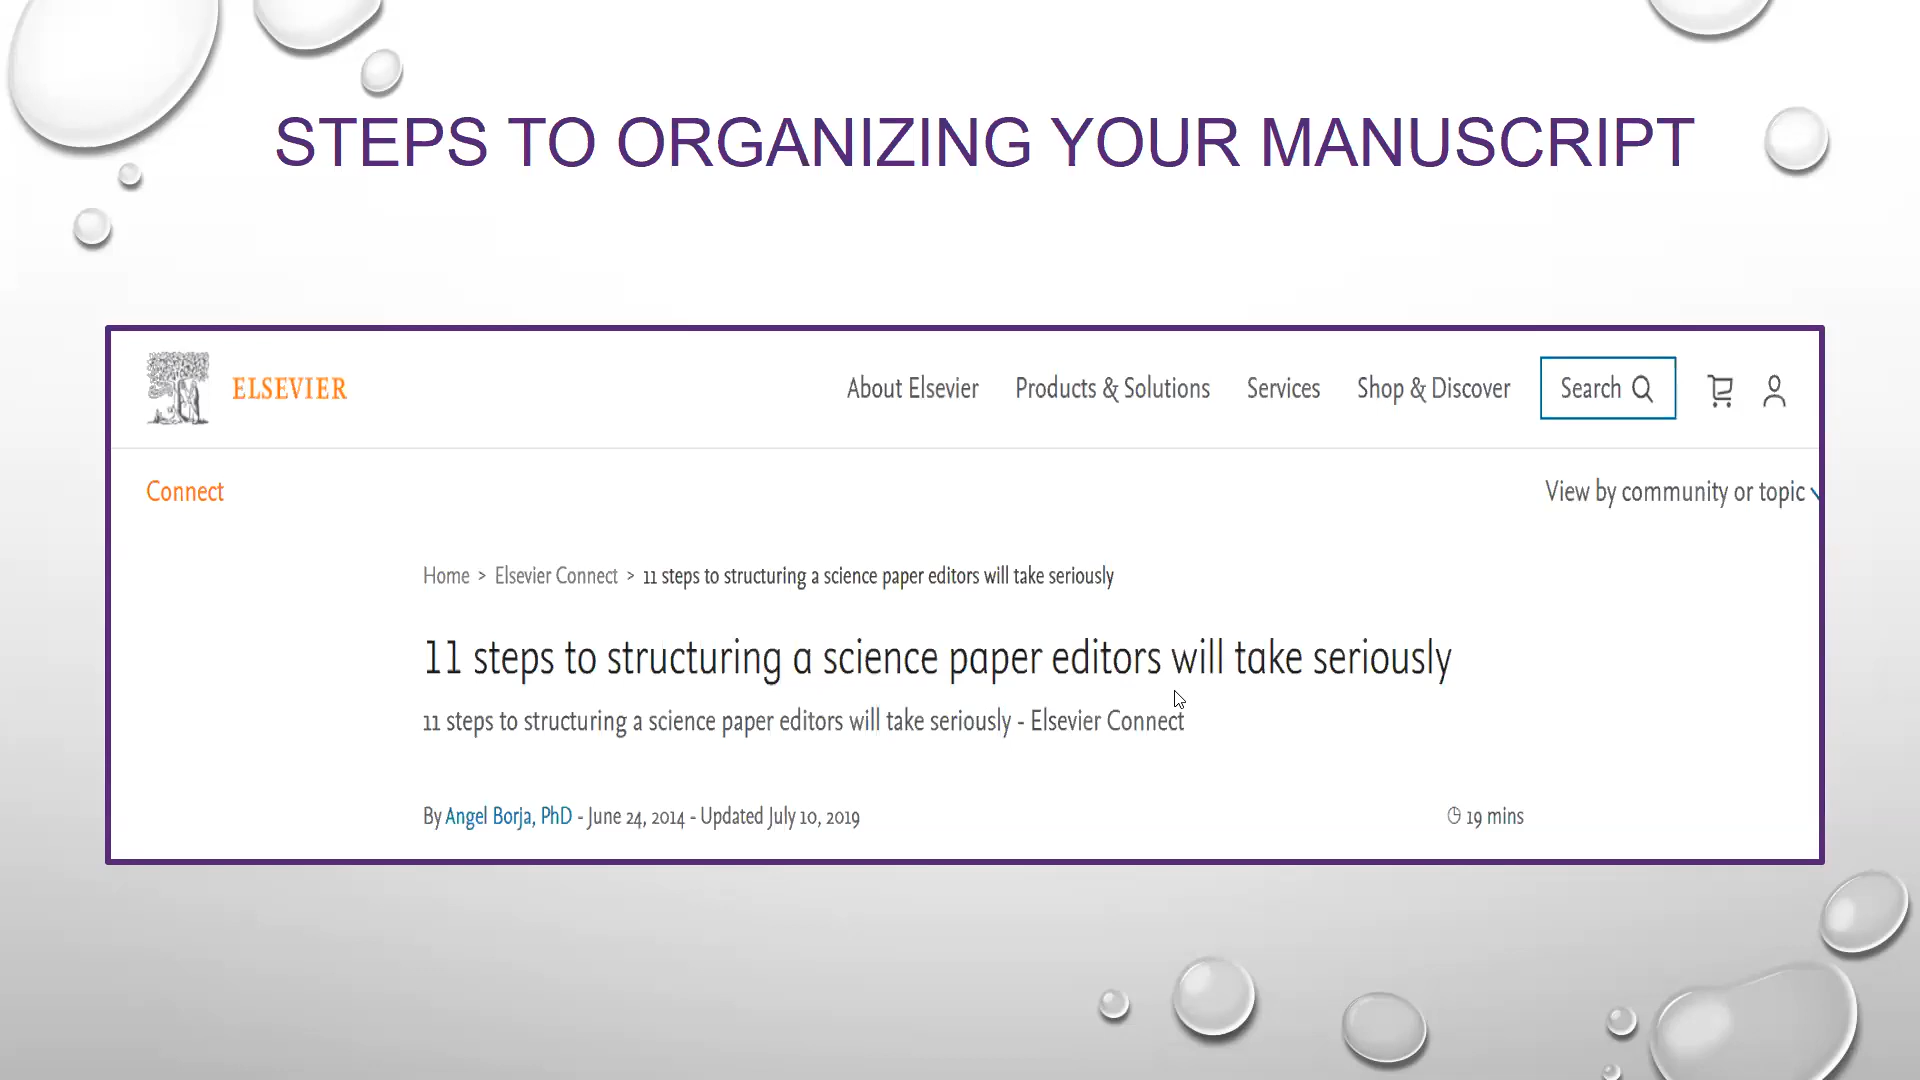 STEPS TO ORGANIZING YOUR MANUSCRIPT
ELSEVIER
About Elsevier Products & Solutions Services Shop & Discover Search
Connect
View by community or topic
Home > Elsevier Connect > 11 steps to structuring a science paper editors will take seriously
11 steps to structuring a science paper editors will take seriously
11 steps to structuring a science paper editors will take seriously - Elsevier Connect
By Angel Borja, PhD - June 24, 2014 - Updated July 10, 2019
19 mins